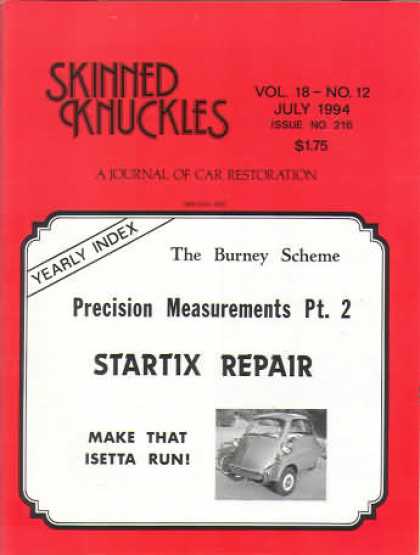 SKINNED
KNUCKLES
VOL. 18 – NO. 12
JULY 1994
ISSUE NO. 216
$1.75
A JOURNAL OF CAR RESTORATION
YEARLY INDEX
The Burney Scheme
Precision Measurements Pt. 2
STARTIX REPAIR
MAKE THAT
ISETTA RUN!